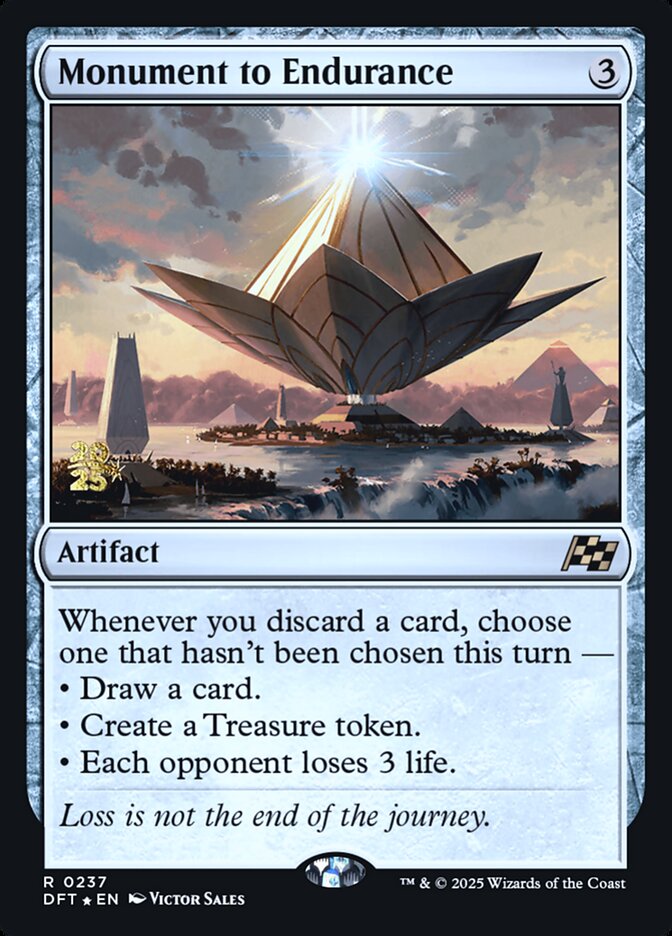 Monument to Endurance 3
2025
Artifact
Whenever you discard a card, choose
one that hasn't been chosen this turn —
• Draw a card.
• Create a Treasure token.
• Each opponent loses 3 life.
Loss is not the end of the journey.
R 0237
DFT ★ EN VICTOR SALES
™ & © 2025 Wizards of the Coast